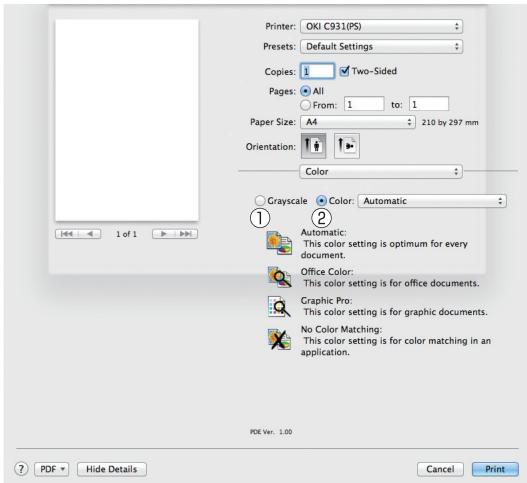 Printer: OKI C931(PS)
Presets: Default Settings
Copies: 1 Two-Sided
Pages: All
From: 1 to: 1
Paper Size: A4 210 by 297 mm
Orientation:
Color
Grayscale Color: Automatic
① ②
1 of 1
Automatic:
This color setting is optimum for every
document.
Office Color:
This color setting is for office documents.
Graphic Pro:
This color setting is for graphic documents.
No Color Matching:
This color setting is for color matching in an
application.
PDE Ver. 1.00
? PDF Hide Details Cancel Print